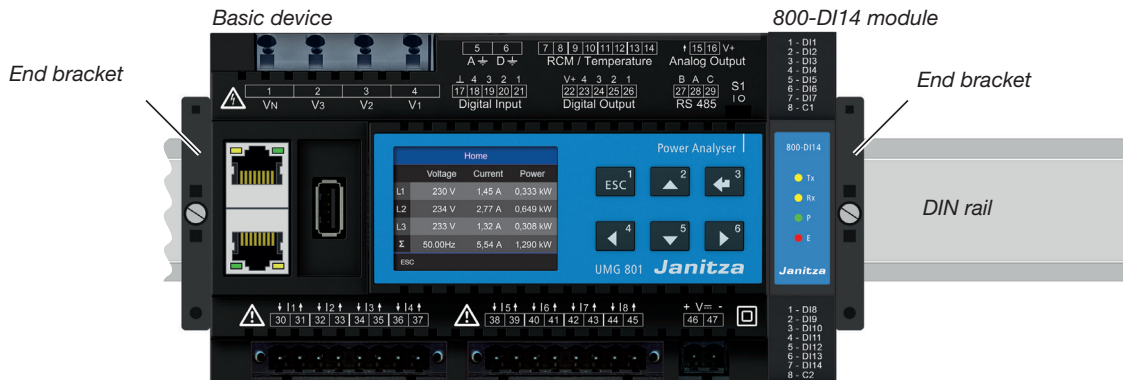 Basic device
800-DI14 module
End bracket
End bracket
DIN rail
5 6
A D
7 8 9 10 11 12 13 14
RCM / Temperature
15 16 V+
Analog Output
1 2 3 4
VN V3 V2 V1
⊥ 4 3 2 1
17 18 19 20 21
Digital Input
V+ 4 3 2 1
22 23 24 25 26
Digital Output
B A C
27 28 29
RS 485
S1
I O
1 - DI1
2 - DI2
3 - DI3
4 - DI4
5 - DI5
6 - DI6
7 - DI7
8 - C1
Power Analyser
Home
Voltage Current Power
L1 230 V 1,45 A 0,333 kW
L2 234 V 2,77 A 0,649 kW
L3 233 V 1,32 A 0,308 kW
Σ 50.00Hz 5,54 A 1,290 kW
ESC
ESC 1
2
3
4
5
6
UMG 801 Janitza
800-DI14
Tx
Rx
P
E
Janitza
I1 I2 I3 I4
30 31 32 33 34 35 36 37
I5 I6 I7 I8
38 39 40 41 42 43 44 45
+ V -
46 47
1 - DI8
2 - DI9
3 - DI10
4 - DI11
5 - DI12
6 - DI13
7 - DI14
8 - C2